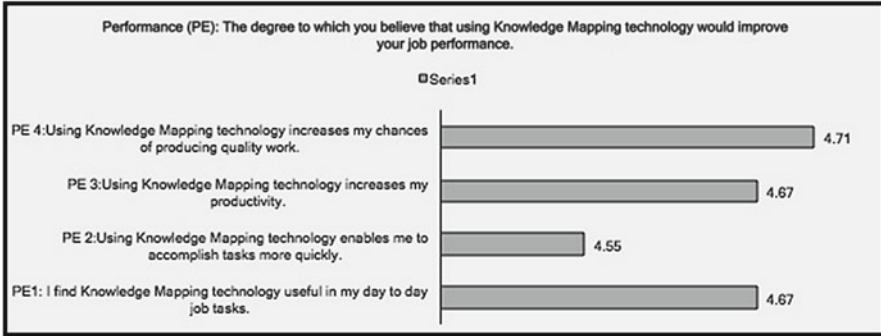 Performance (PE): The degree to which you believe that using Knowledge Mapping technology would improve
your job performance.
Series1
PE 4:Using Knowledge Mapping technology increases my chances
of producing quality work.
4.71
PE 3:Using Knowledge Mapping technology increases my
productivity.
4.67
PE 2:Using Knowledge Mapping technology enables me to
accomplish tasks more quickly.
4.55
PE1: I find Knowledge Mapping technology useful in my day to day
job tasks.
4.67